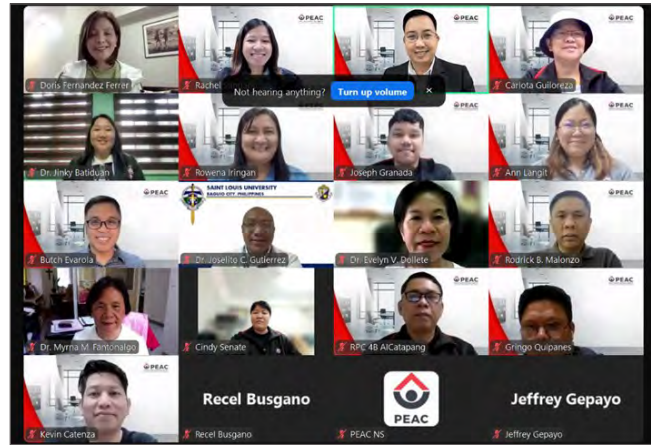 PEAC
PEAC
PEAC
Doris Fernandez Ferrer
Rachel
Carlota Guiloreza
Not hearing anything? Turn up volume ×
PEAC
PEAC
PEAC
Dr. Jinky Batiduan
Rowena Iringan
Joseph Granada
Ann Langit
PEAC
SAINT LOUIS UNIVERSITY
BAGUIO CITY, PHILIPPINES
PEAC
Butch Evarola
Dr. Joselito C. Gutierrez
Dr. Evelyn V. Dollete
Rodrick B. Malonzo
PEAC
PEAC
Dr. Myrna M. Fantonalgo
Cindy Senate
RPC 4B AlCatapang
Gringo Quipanes
PEAC
Recel Busgano
PEAC
Jeffrey Gepayo
Kevin Catenza
Recel Busgano
PEAC NS
Jeffrey Gepayo